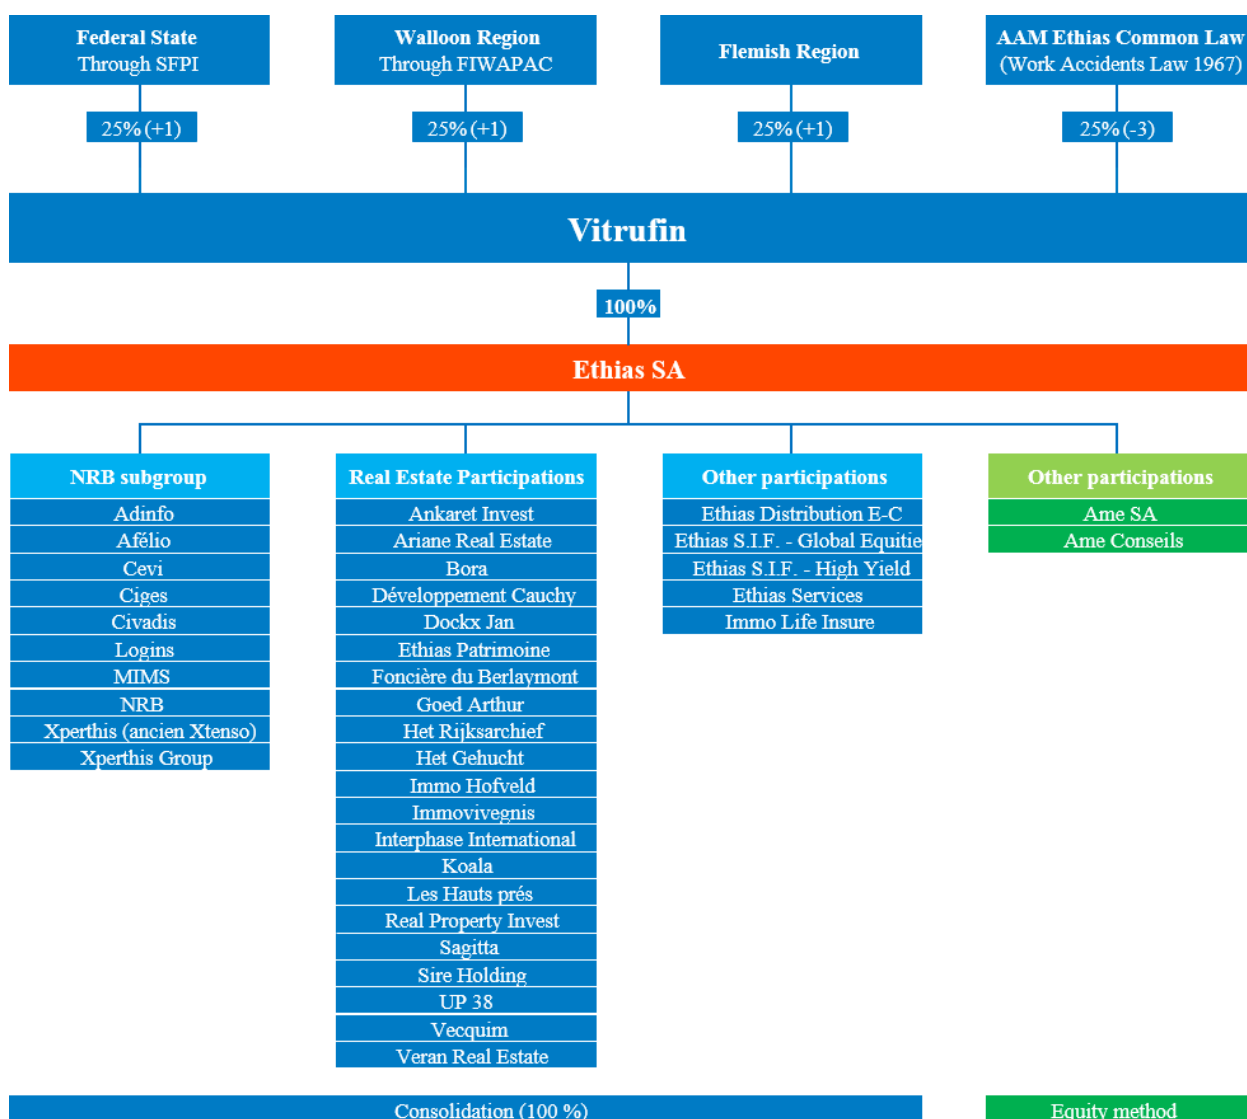 Federal State
Through SFPI
Walloon Region
Through FIWAPAC
Flemish Region
AAM Ethias Common Law
(Work Accidents Law 1967)
25% (+1)
25% (+1)
25% (+1)
25% (-3)
Vitrufin
100%
Ethias SA
NRB subgroup
Adinfo
Afélio
Cevi
Ciges
Civadis
Logins
MIMS
NRB
Xperthis (ancien Xtenso)
Xperthis Group
Real Estate Participations
Ankaret Invest
Ariane Real Estate
Bora
Développement Cauchy
Dockx Jan
Ethias Patrimoine
Foncière du Berlaymont
Goed Arthur
Het Rijksarchief
Het Gehucht
Immo Hofveld
Immovivegnis
Interphase International
Koala
Les Hauts prés
Real Property Invest
Sagitta
Sire Holding
UP 38
Vecquim
Veran Real Estate
Other participations
Ethias Distribution E-C
Ethias S.I.F. - Global Equitie
Ethias S.I.F. - High Yield
Ethias Services
Immo Life Insure
Other participations
Ame SA
Ame Conseils
Consolidation (100 %)
Equity method